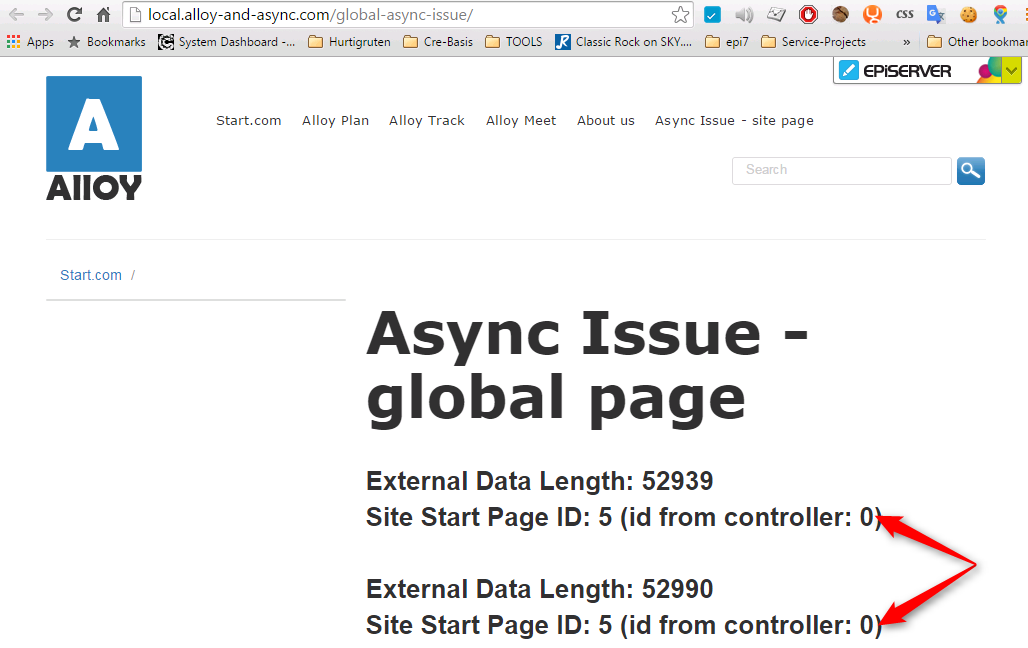 local.alloy-and-async.com/global-async-issue/
CSS
Apps Bookmarks System Dashboard -... Hurtigruten Cre-Basis TOOLS Classic Rock on SKY.... epi7 Service-Projects » Other bookmar
EPISERVER
A
Alloy
Start.com Alloy Plan Alloy Track Alloy Meet About us Async Issue - site page
Search
Start.com /
Async Issue -
global page
External Data Length: 52939
Site Start Page ID: 5 (id from controller: 0)
External Data Length: 52990
Site Start Page ID: 5 (id from controller: 0)